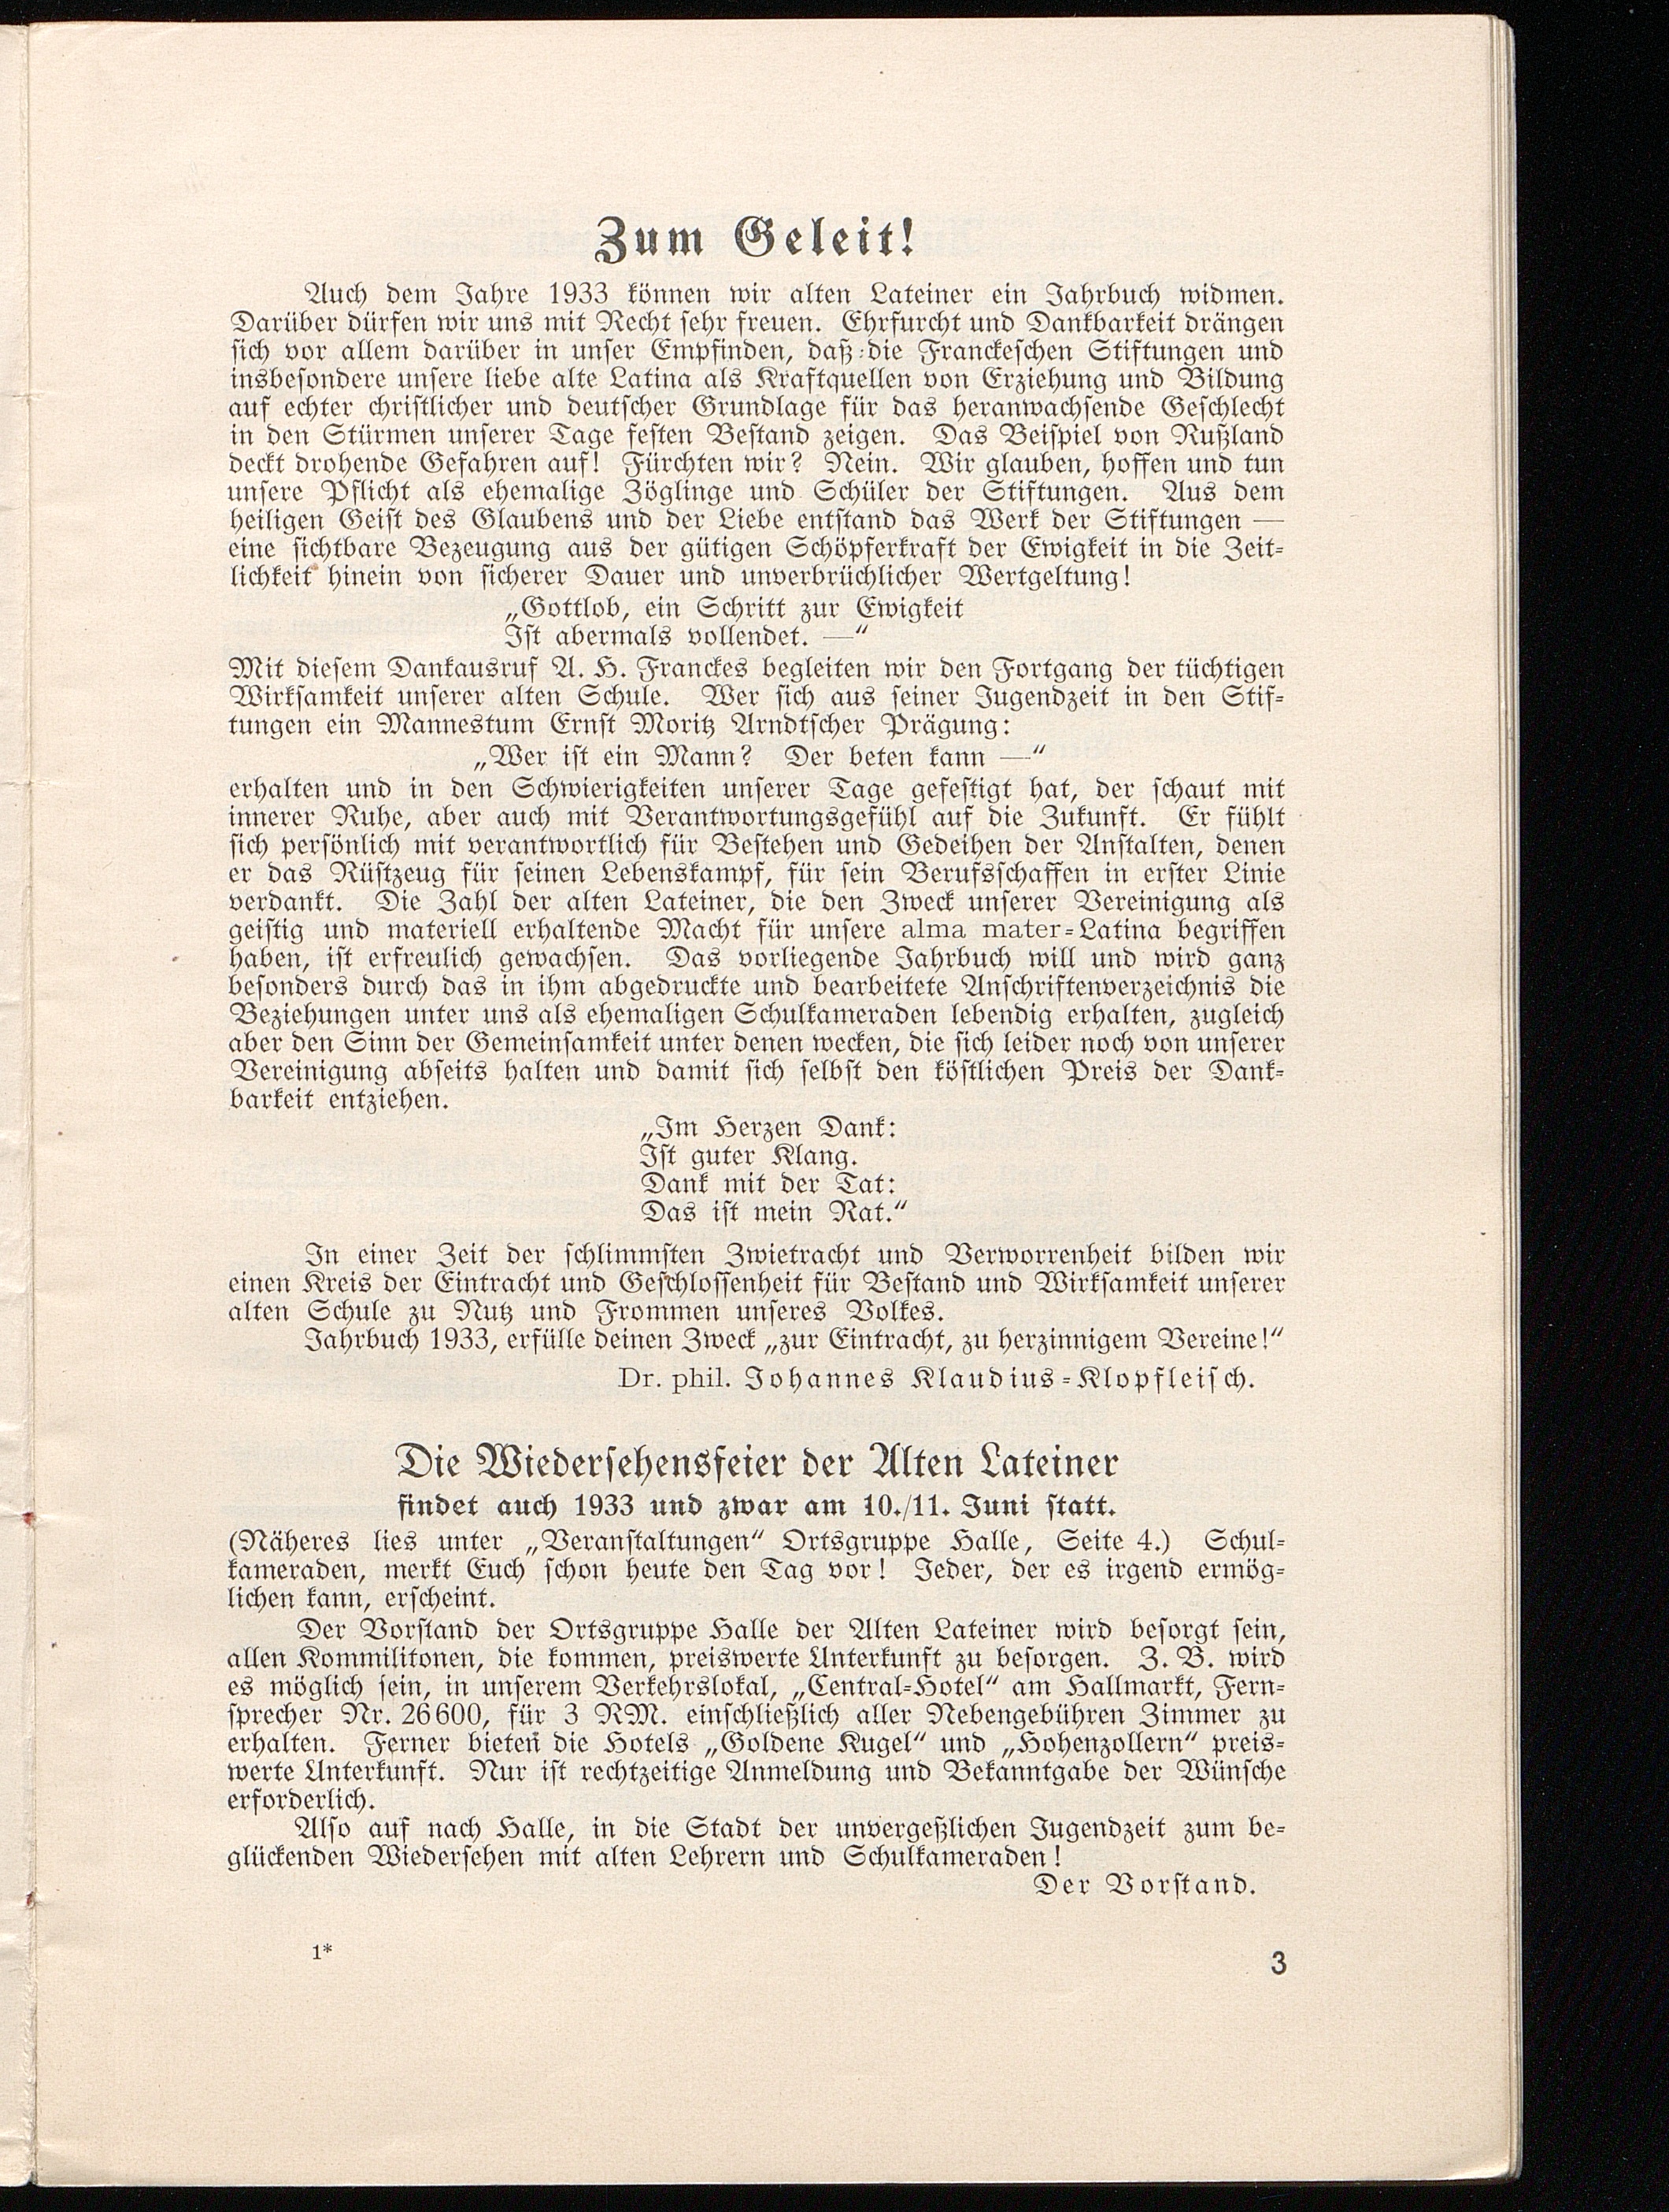 Zum Geleit!
Auch dem Jahre 1933 können wir alten Lateiner ein Jahrbuch widmen.
Darüber dürfen wir uns mit Recht sehr freuen. Ehrfurcht und Dankbarkeit drängen
sich vor allem darüber in unser Empfinden, daß die Franckeschen Stiftungen und
insbesondere unsere liebe alte Latina als Kraftquellen von Erziehung und Bildung
auf echter christlicher und deutscher Grundlage für das heranwachsende Geschlecht
in den Stürmen unserer Tage festen Bestand zeigen. Das Beispiel von Rußland
deckt drohende Gefahren auf! Fürchten wir? Nein. Wir glauben, hoffen und tun
unsere Pflicht als ehemalige Zöglinge und Schüler der Stiftungen. Aus dem
heiligen Geist des Glaubens und der Liebe entstand das Werk der Stiftungen —
eine sichtbare Bezeugung aus der gütigen Schöpferkraft der Ewigkeit in die Zeit-
lichkeit hinein von sicherer Dauer und unverbrüchlicher Wertgeltung!
„Gottlob, ein Schritt zur Ewigkeit
Ist abermals vollendet. —“
Mit diesem Dankausruf A. H. Franckes begleiten wir den Fortgang der tüchtigen
Wirksamkeit unserer alten Schule. Wer sich aus seiner Jugendzeit in den Stif-
tungen ein Mannestum Ernst Moritz Arndtscher Prägung:
„Wer ist ein Mann? Der beten kann —“
erhalten und in den Schwierigkeiten unserer Tage gefestigt hat, der schaut mit
innerer Ruhe, aber auch mit Verantwortungsgefühl auf die Zukunft. Er fühlt
sich persönlich mit verantwortlich für Bestehen und Gedeihen der Anstalten, denen
er das Rüstzeug für seinen Lebenskampf, für sein Berufsschaffen in erster Linie
verdankt. Die Zahl der alten Lateiner, die den Zweck unserer Vereinigung als
geistig und materiell erhaltende Macht für unsere alma mater-Latina begriffen
haben, ist erfreulich gewachsen. Das vorliegende Jahrbuch will und wird ganz
besonders durch das in ihm abgedruckte und bearbeitete Anschriftenverzeichnis die
Beziehungen unter uns als ehemaligen Schulkameraden lebendig erhalten, zugleich
aber den Sinn der Gemeinsamkeit unter denen wecken, die sich leider noch von unserer
Vereinigung abseits halten und damit sich selbst den köstlichen Preis der Dank-
barkeit entziehen.
„Im Herzen Dank:
Ist guter Klang.
Dank mit der Tat:
Das ist mein Rat.“
In einer Zeit der schlimmsten Zwietracht und Verworrenheit bilden wir
einen Kreis der Eintracht und Geschlossenheit für Bestand und Wirksamkeit unserer
alten Schule zu Nutz und Frommen unseres Volkes.
Jahrbuch 1933, erfülle deinen Zweck „zur Eintracht, zu herzinnigem Vereine!“
Dr. phil. Johannes Klaudius-Klopfleisch.
Die Wiedersehensfeier der Alten Lateiner
findet auch 1933 und zwar am 10./11. Juni statt.
(Näheres lies unter „Veranstaltungen“ Ortsgruppe Halle, Seite 4.) Schul-
kameraden, merkt Euch schon heute den Tag vor! Jeder, der es irgend ermög-
lichen kann, erscheint.
Der Vorstand der Ortsgruppe Halle der Alten Lateiner wird besorgt sein,
allen Kommilitonen, die kommen, preiswerte Unterkunft zu besorgen. Z. B. wird
es möglich sein, in unserem Verkehrslokal, „Central-Hotel“ am Hallmarkt, Fern-
sprecher Nr. 26600, für 3 RM. einschließlich aller Nebengebühren Zimmer zu
erhalten. Ferner bieten die Hotels „Goldene Kugel“ und „Hohenzollern“ preis-
werte Unterkunft. Nur ist rechtzeitige Anmeldung und Bekanntgabe der Wünsche
erforderlich.
Also auf nach Halle, in die Stadt der unvergeßlichen Jugendzeit zum be-
glückenden Wiedersehen mit alten Lehrern und Schulkameraden!
Der Vorstand.
1*
3